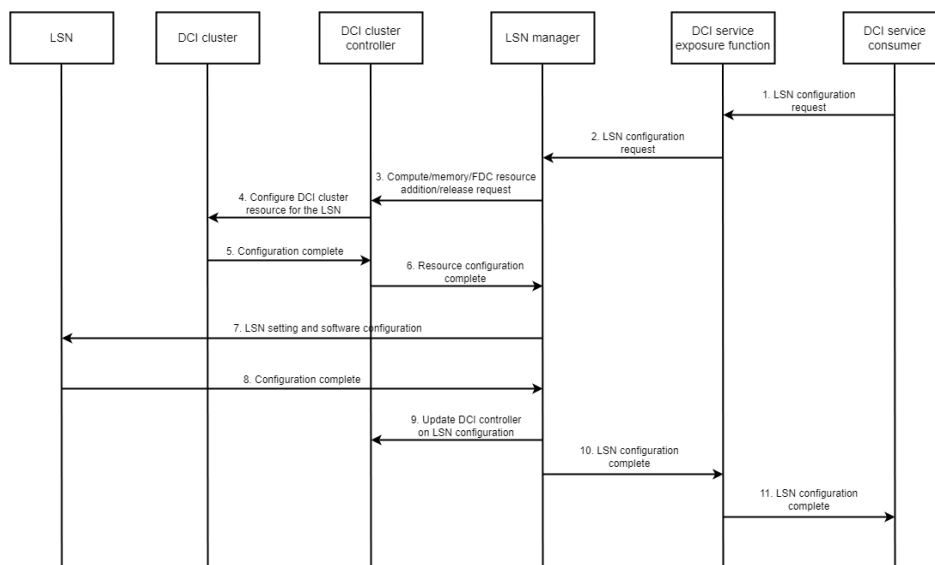 LSN
DCI cluster
DCI cluster
controller
LSN manager
DCI service
exposure function
DCI service
consumer
1. LSN configuration
request
2. LSN configuration
request
3. Compute/memory/FDC resource
addition/release request
4. Configure DCI cluster
resource for the LSN
5. Configuration complete
6. Resource configuration
complete
7. LSN setting and software configuration
8. Configuration complete
9. Update DCI controller
on LSN configuration
10. LSN configuration
complete
11. LSN configuration
complete